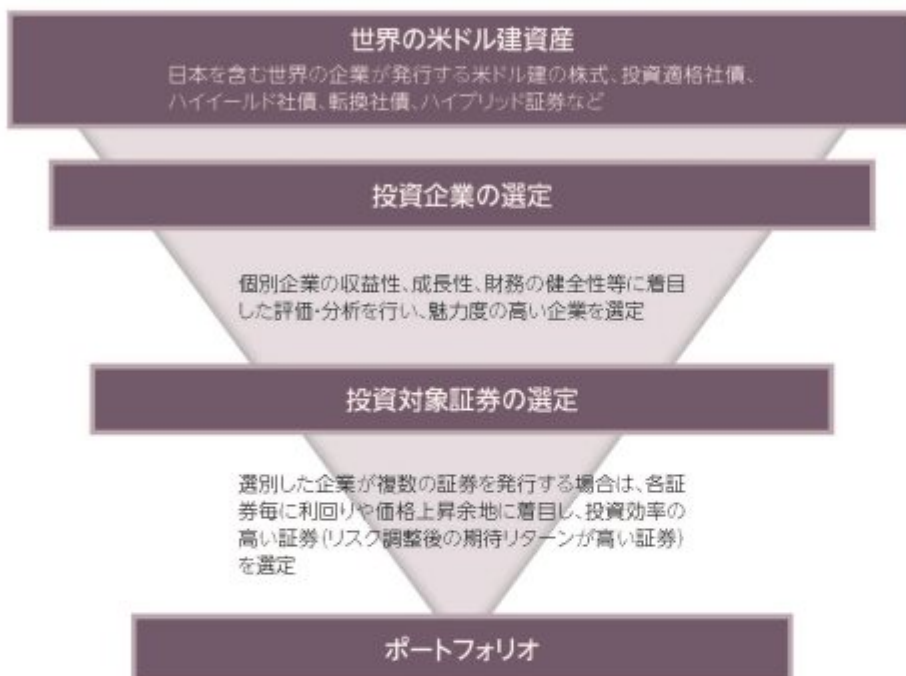 世界の米ドル建資産
日本を含む世界の企業が発行する米ドル建の株式、投資適格社債、
ハイイールド社債、転換社債、ハイブリッド証券など
投資企業の選定
個別企業の収益性、成長性、財務の健全性等に着目
した評価・分析を行い、魅力度の高い企業を選定
投資対象証券の選定
選別した企業が複数の証券を発行する場合は、各証
券毎に利回りや価格上昇余地に着目し、投資効率の
高い証券(リスク調整後の期待リターンが高い証券)
を選定
ポートフォリオ